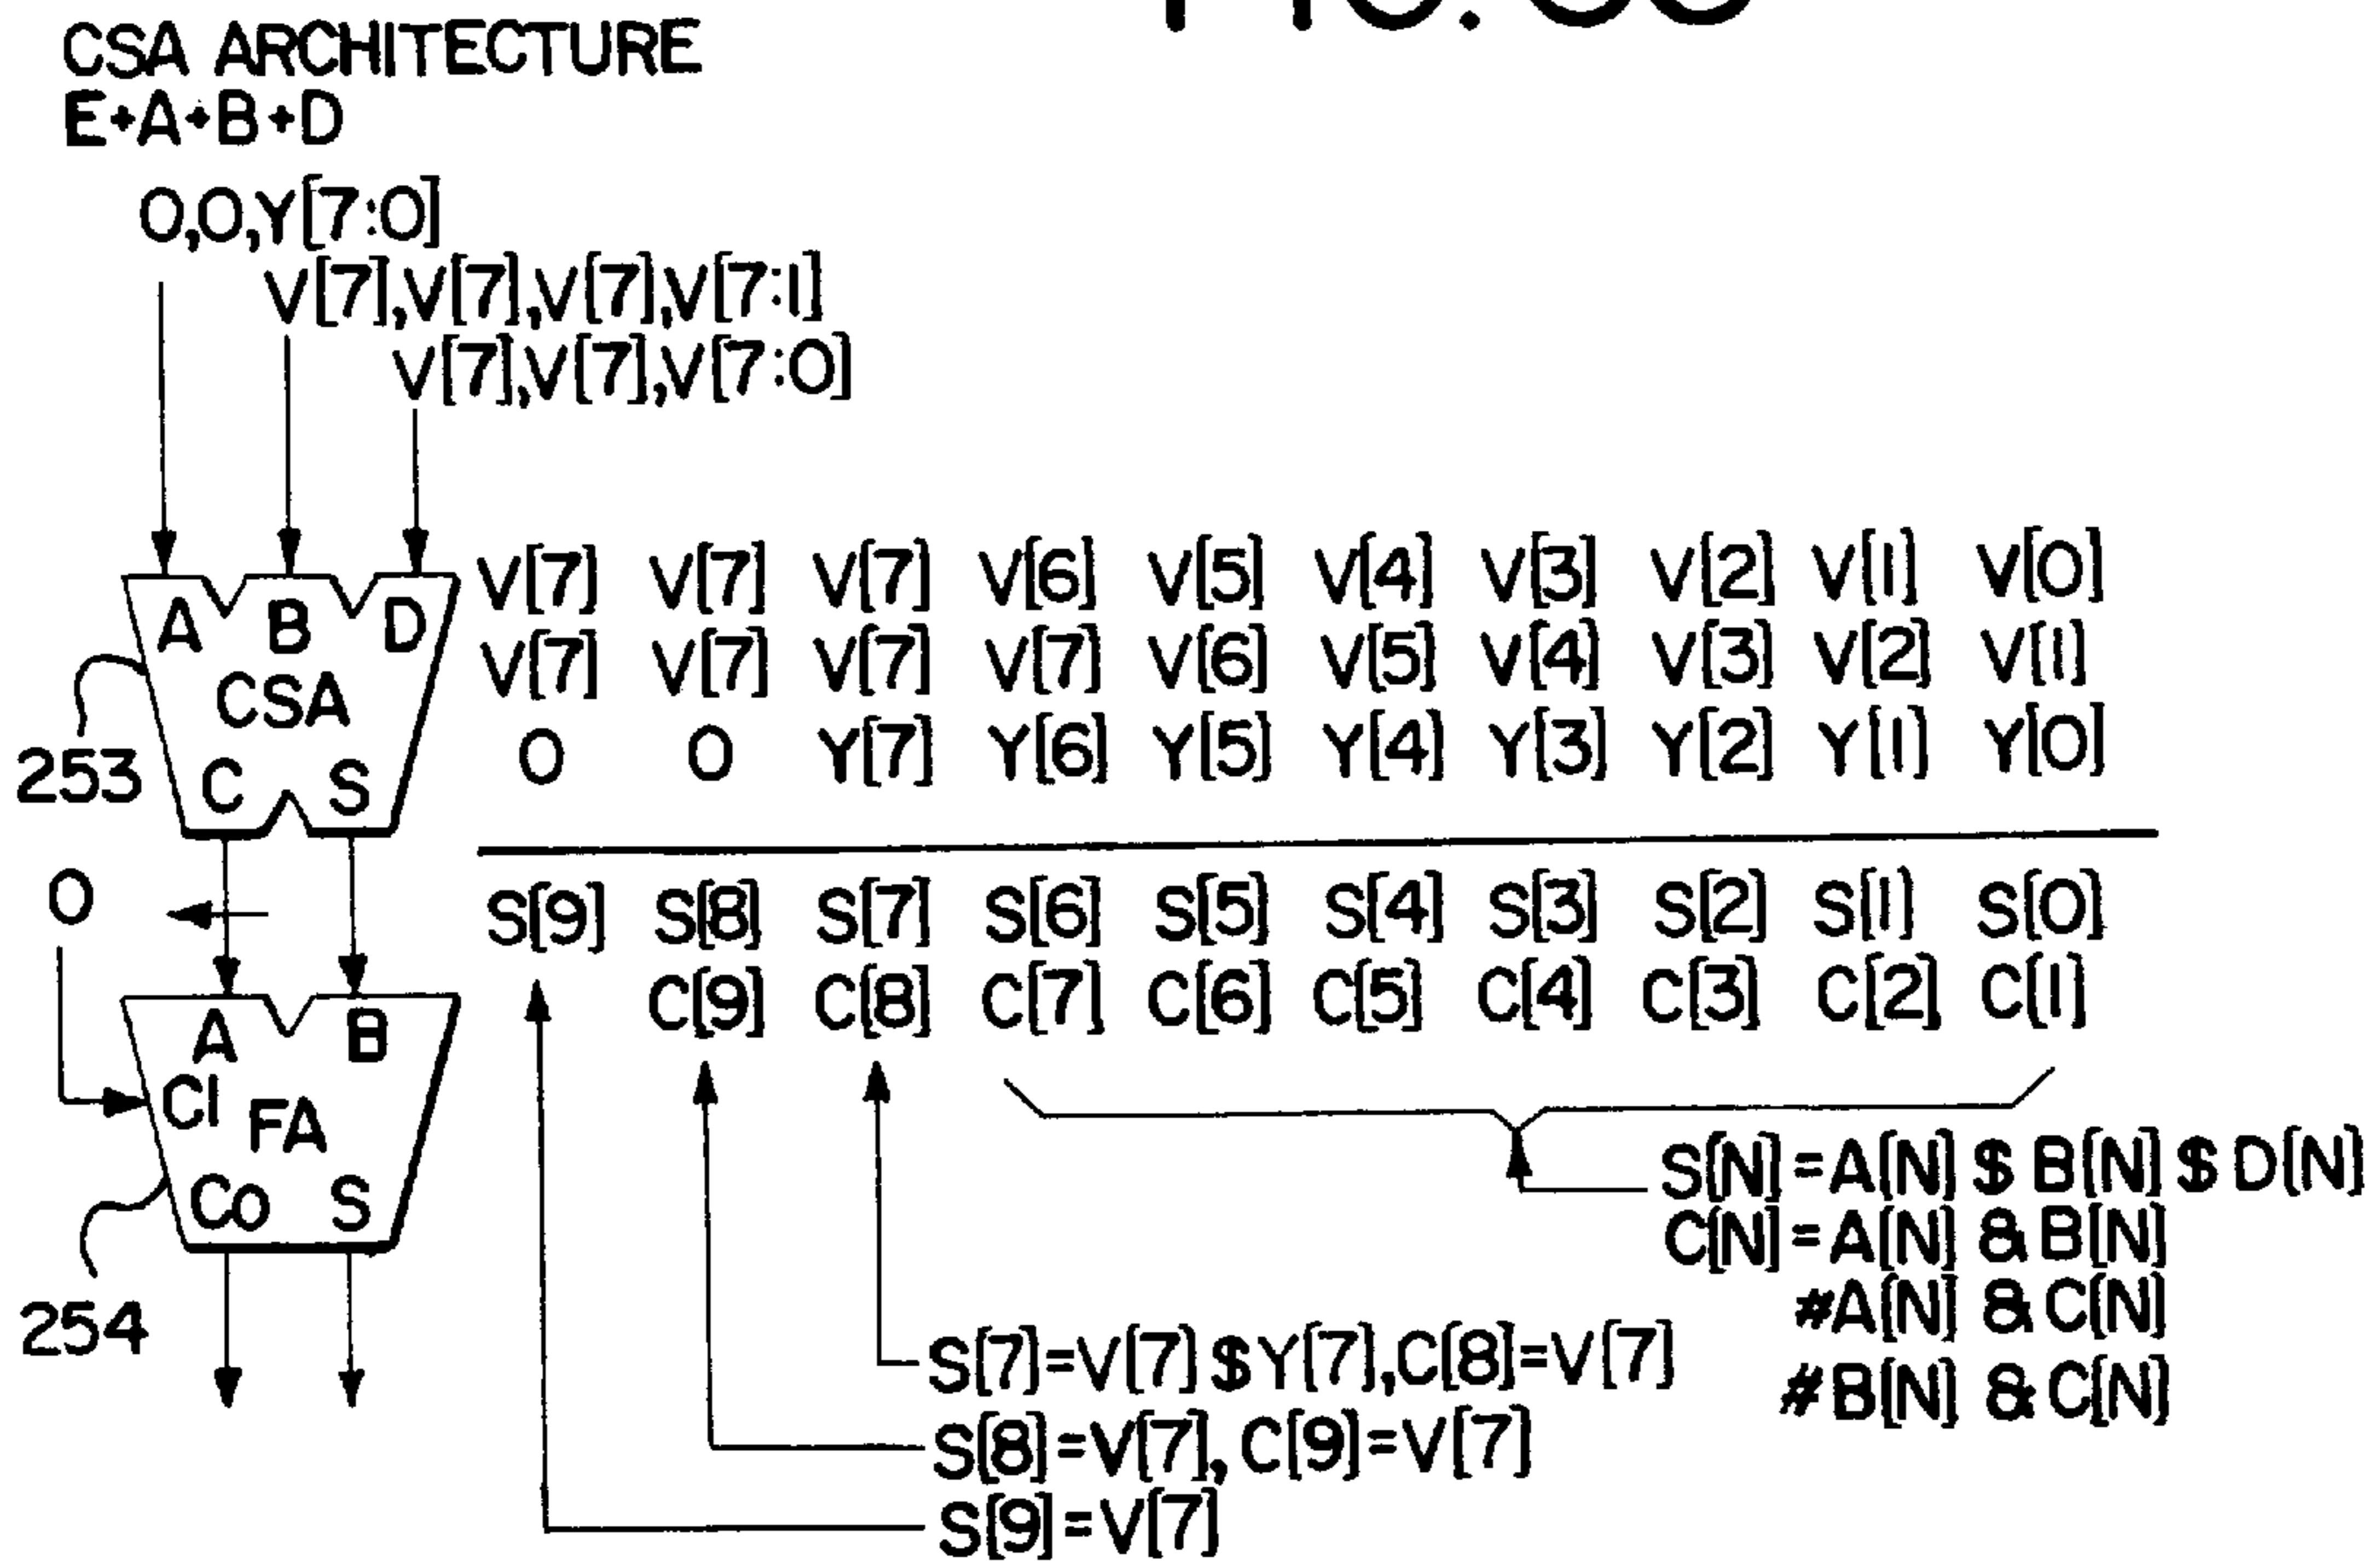 CSA ARCHITECTURE
E+A+B+D
0,0,Y[7:0]
V[7],V[7],V[7],V[7:1]
V[7],V[7],V[7:0]
A B D
CSA
C S
253
V[7] V[7] V[7] V[6] V[5] V[4] V[3] V[2] V[1] V[0]
V[7] V[7] V[7] V[7] V[6] V[5] V[4] V[3] V[2] V[1]
0 0 Y[7] Y[6] Y[5] Y[4] Y[3] Y[2] Y[1] Y[0]
0
S[9] S[8] S[7] S[6] S[5] S[4] S[3] S[2] S[1] S[0]
C[9] C[8] C[7] C[6] C[5] C[4] C[3] C[2] C[1]
A B
CI FA
Co S
254
S[N]=A[N] $ B[N] $ D[N]
C[N]=A[N] & B[N]
#A[N] & C[N]
#B[N] & C[N]
S[7]=V[7] $ Y[7],C[8]=V[7]
S[8]=V[7], C[9]=V[7]
S[9]=V[7]